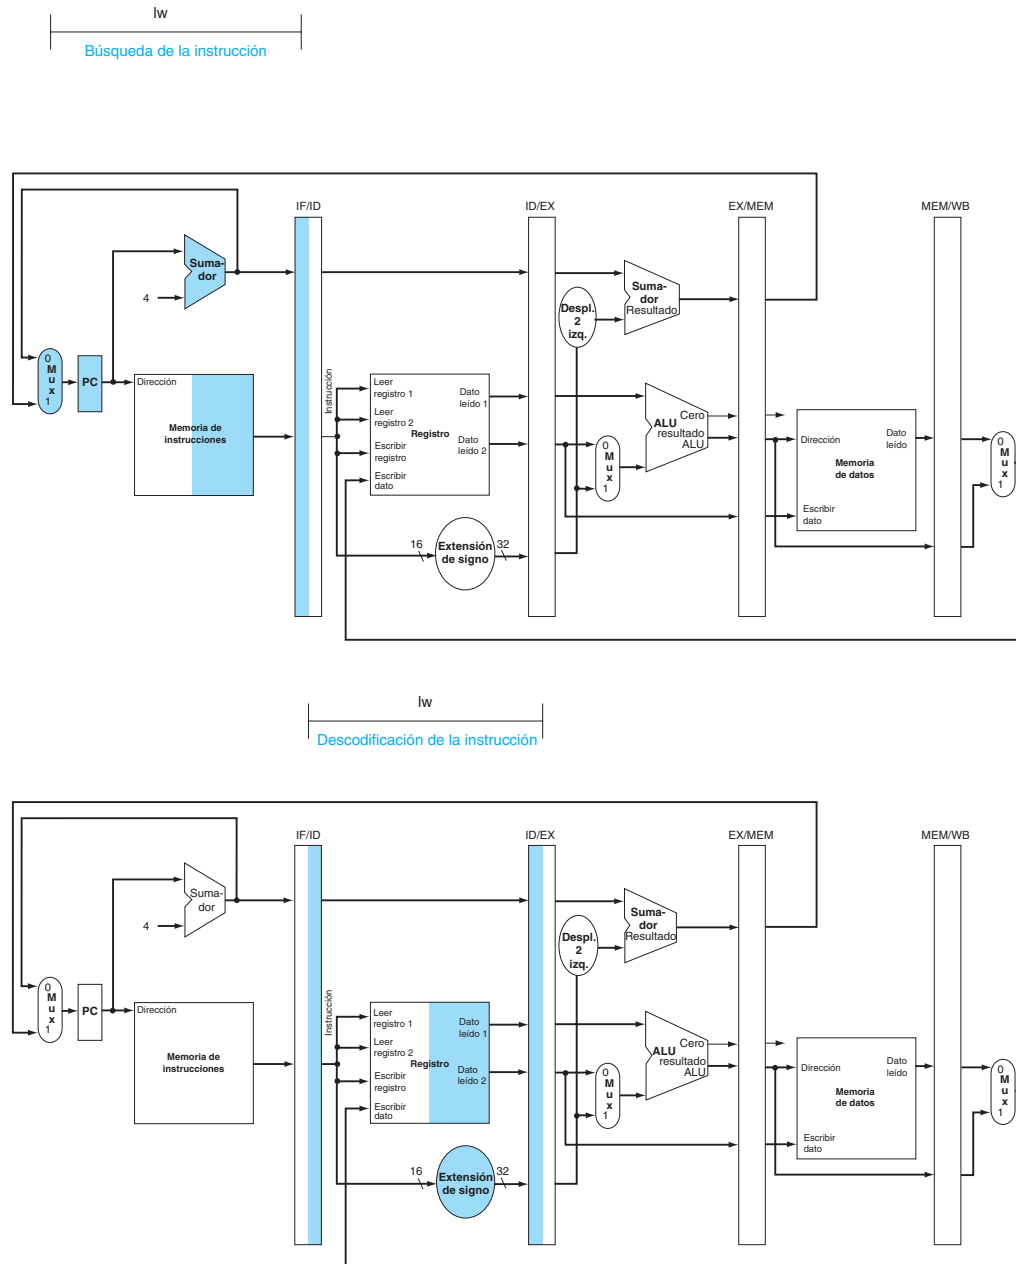 lw
Búsqueda de la instrucción
IF/ID
ID/EX
EX/MEM
MEM/WB
Suma-
dor
4
Suma-
dor
Resultado
Despl.
2
izq.
0
M
u
x
1
PC
Dirección
Memoria de
instrucciones
Instrucción
Leer
registro 1
Leer
registro 2
Escribir
registro
Escribir
dato
Registro
Dato
leído 1
Dato
leído 2
0
M
u
x
1
Cero
ALU
resultado
ALU
Dirección
Dato
leído
Memoria
de datos
Escribir
dato
0
M
u
x
1
16
Extensión
de signo
32
lw
Descodificación de la instrucción
IF/ID
ID/EX
EX/MEM
MEM/WB
Suma-
dor
4
Suma-
dor
Resultado
Despl.
2
izq.
0
M
u
x
1
PC
Dirección
Memoria de
instrucciones
Instrucción
Leer
registro 1
Leer
registro 2
Escribir
registro
Escribir
dato
Registro
Dato
leído 1
Dato
leído 2
0
M
u
x
1
Cero
ALU
resultado
ALU
Dirección
Dato
leído
Memoria
de datos
Escribir
dato
0
M
u
x
1
16
Extensión
de signo
32